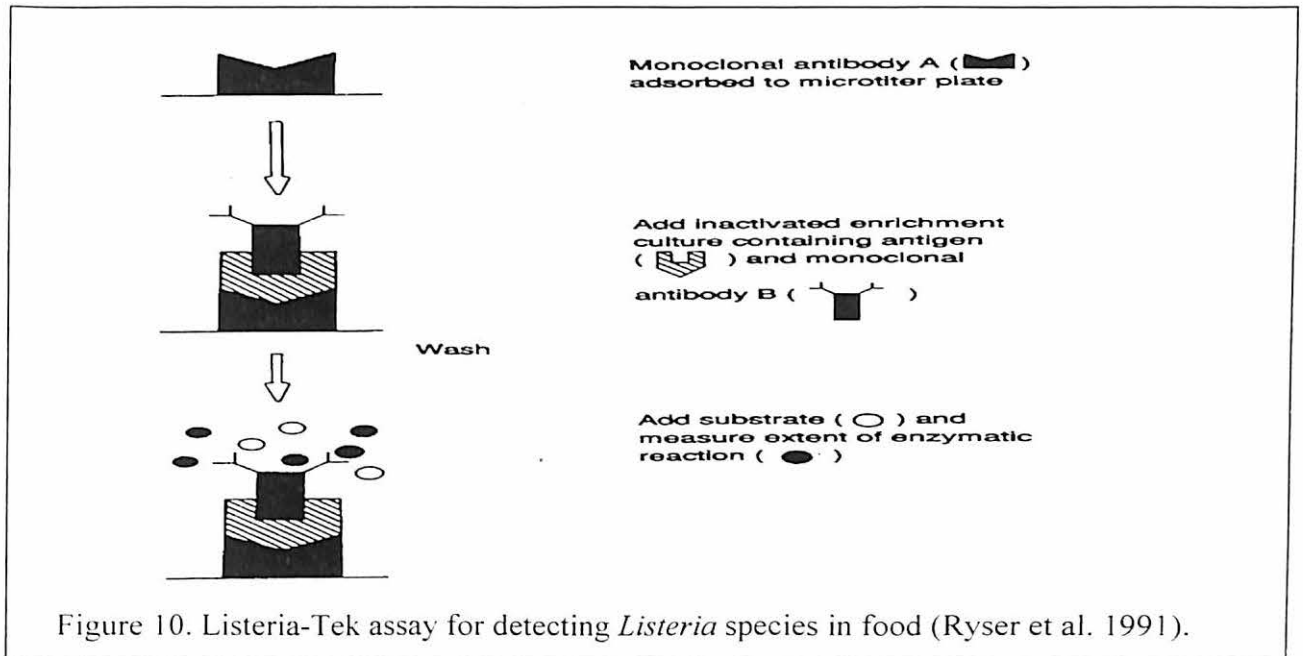 Monoclonal antibody A ( )
adsorbed to microtiter plate
Add inactivated enrichment
culture containing antigen
( ) and monoclonal
antibody B ( )
Wash
Add substrate ( ) and
measure extent of enzymatic
reaction ( )
Figure 10. Listeria-Tek assay for detecting Listeria species in food (Ryser et al. 1991).